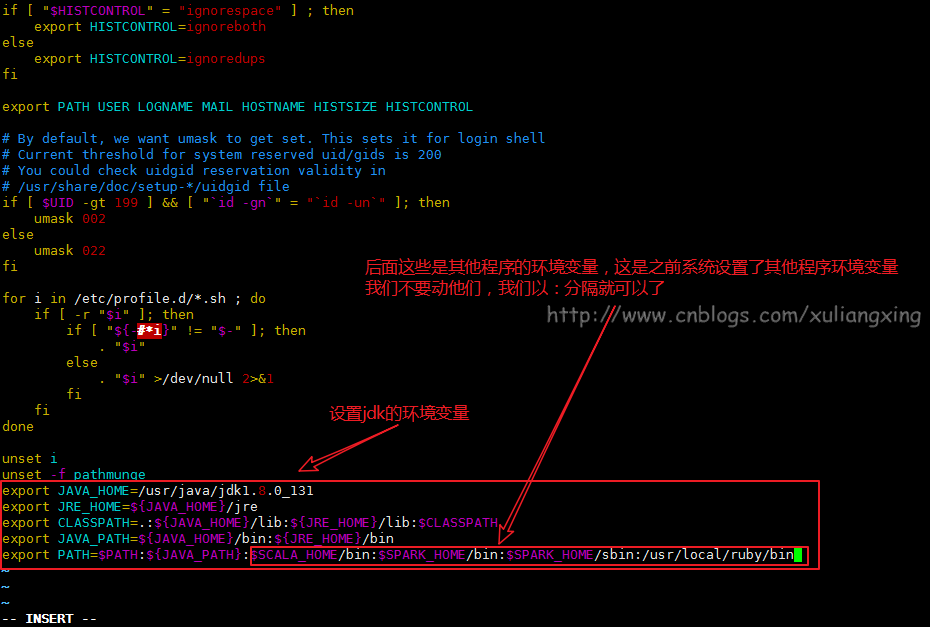 if [ "$HISTCONTROL" = "ignorespace" ] ; then
    export HISTCONTROL=ignoreboth
else
    export HISTCONTROL=ignoredups
fi
export PATH USER LOGNAME MAIL HOSTNAME HISTSIZE HISTCONTROL
# By default, we want umask to get set. This sets it for login shell
# Current threshold for system reserved uid/gids is 200
# You could check uidgid reservation validity in
# /usr/share/doc/setup-*/uidgid file
if [ $UID -gt 199 ] && [ "`id -gn`" = "`id -un`" ]; then
    umask 002
else
    umask 022
fi
后面这些是其他程序的环境变量，这是之前系统设置了其他程序环境变量
我们不要动他们，我们以：分隔就可以了
http://www.cnblogs.com/xuliangxing
for i in /etc/profile.d/*.sh ; do
    if [ -r "$i" ]; then
        if [ "${-#*i}" != "$-" ]; then
            . "$i"
        else
            . "$i" >/dev/null 2>&1
        fi
    fi
done
设置jdk的环境变量
unset i
unset -f pathmunge
export JAVA_HOME=/usr/java/jdk1.8.0_131
export JRE_HOME=${JAVA_HOME}/jre
export CLASSPATH=.:${JAVA_HOME}/lib:${JRE_HOME}/lib:$CLASSPATH
export JAVA_PATH=${JAVA_HOME}/bin:${JRE_HOME}/bin
export PATH=$PATH:${JAVA_PATH}:$SCALA_HOME/bin:$SPARK_HOME/bin:$SPARK_HOME/sbin:/usr/local/ruby/bin
~
~
~
-- INSERT --